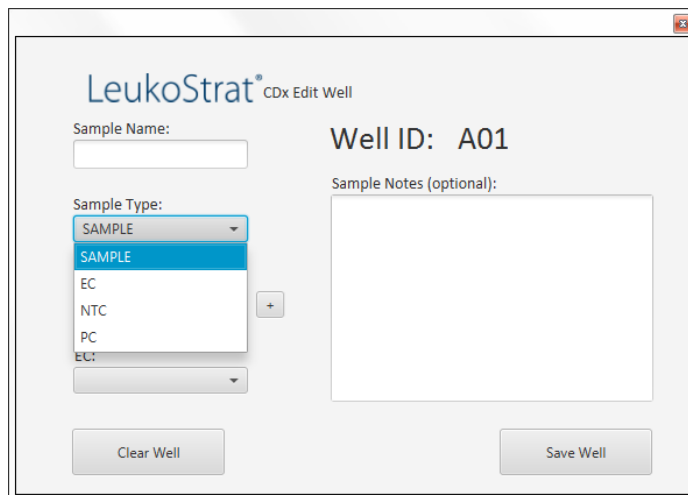 LeukoStrat® CDx Edit Well
Sample Name:
Well ID: A01
Sample Notes (optional):
Sample Type:
SAMPLE
SAMPLE
EC
NTC
PC
+
EC:
Clear Well
Save Well